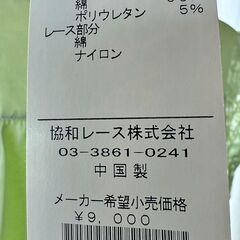 綿
ポリウレタン 5%
レース部分
綿
ナイロン
協和レース株式会社
03-3861-0241
中国製
メーカー希望小売価格
¥9,000